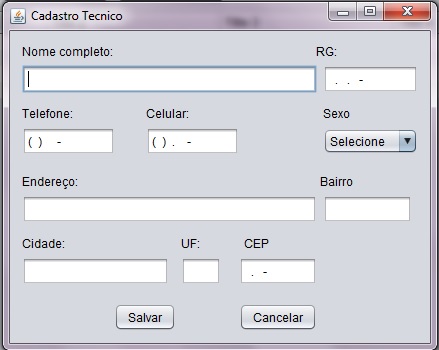 Cadastro Tecnico
Nome completo: RG:
. . -
Telefone: Celular: Sexo
( ) - ( ) . - Selecione
Endereço: Bairro
Cidade: UF: CEP
. -
Salvar Cancelar